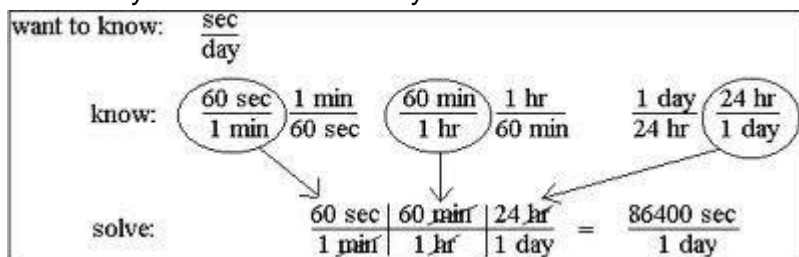 want to know: sec
day
know: 60 sec 1 min 60 min 1 hr 1 day 24 hr
1 min 60 sec 1 hr 60 min 24 hr 1 day
solve: 60 sec 60 min 24 hr = 86400 sec
1 min 1 hr 1 day 1 day